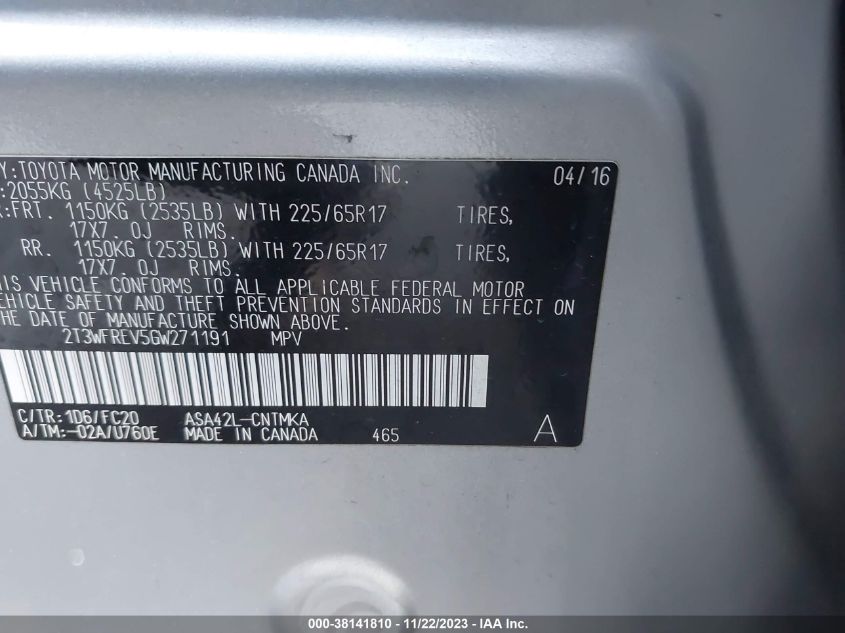 Y:TOYOTA MOTOR MANUFACTURING CANADA INC. 04/16
:2055KG (4525LB)
:FRT. 1150KG (2535LB) WITH 225/65R17 TIRES,
17X7.0J RIMS.
RR. 1150KG (2535LB) WITH 225/65R17 TIRES,
17X7.0J RIMS.
IS VEHICLE CONFORMS TO ALL APPLICABLE FEDERAL MOTOR
EHICLE SAFETY AND THEFT PREVENTION STANDARDS IN EFFECT ON
HE DATE OF MANUFACTURE SHOWN ABOVE.
2T3WFREV5GW271191 MPV
C/TR:1D6/FC20 ASA42L-CNTMKA
A/TM:-02A/U760E MADE IN CANADA 465 A
000-38141810 - 11/22/2023 - IAA Inc.